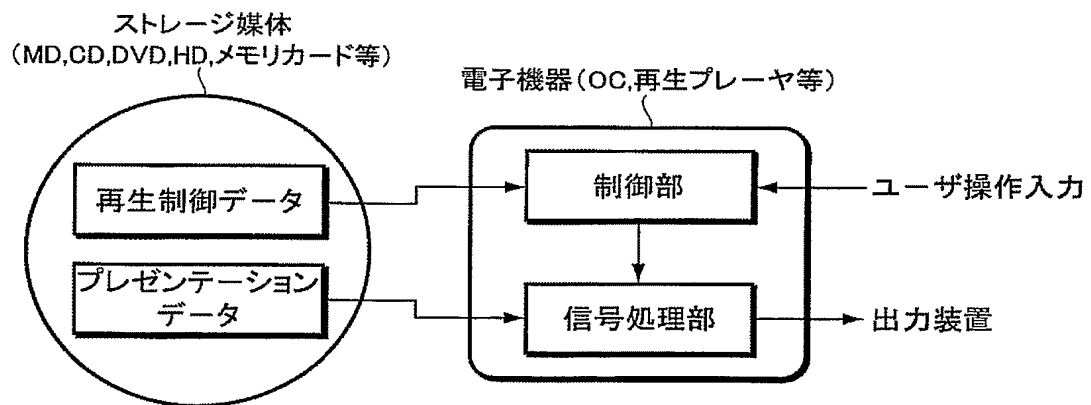 ストレージ媒体
(MD,CD,DVD,HD,メモリカード等)
電子機器(OC,再生プレーヤ等)
再生制御データ
制御部
ユーザ操作入力
プレゼンテーション
データ
信号処理部
出力装置